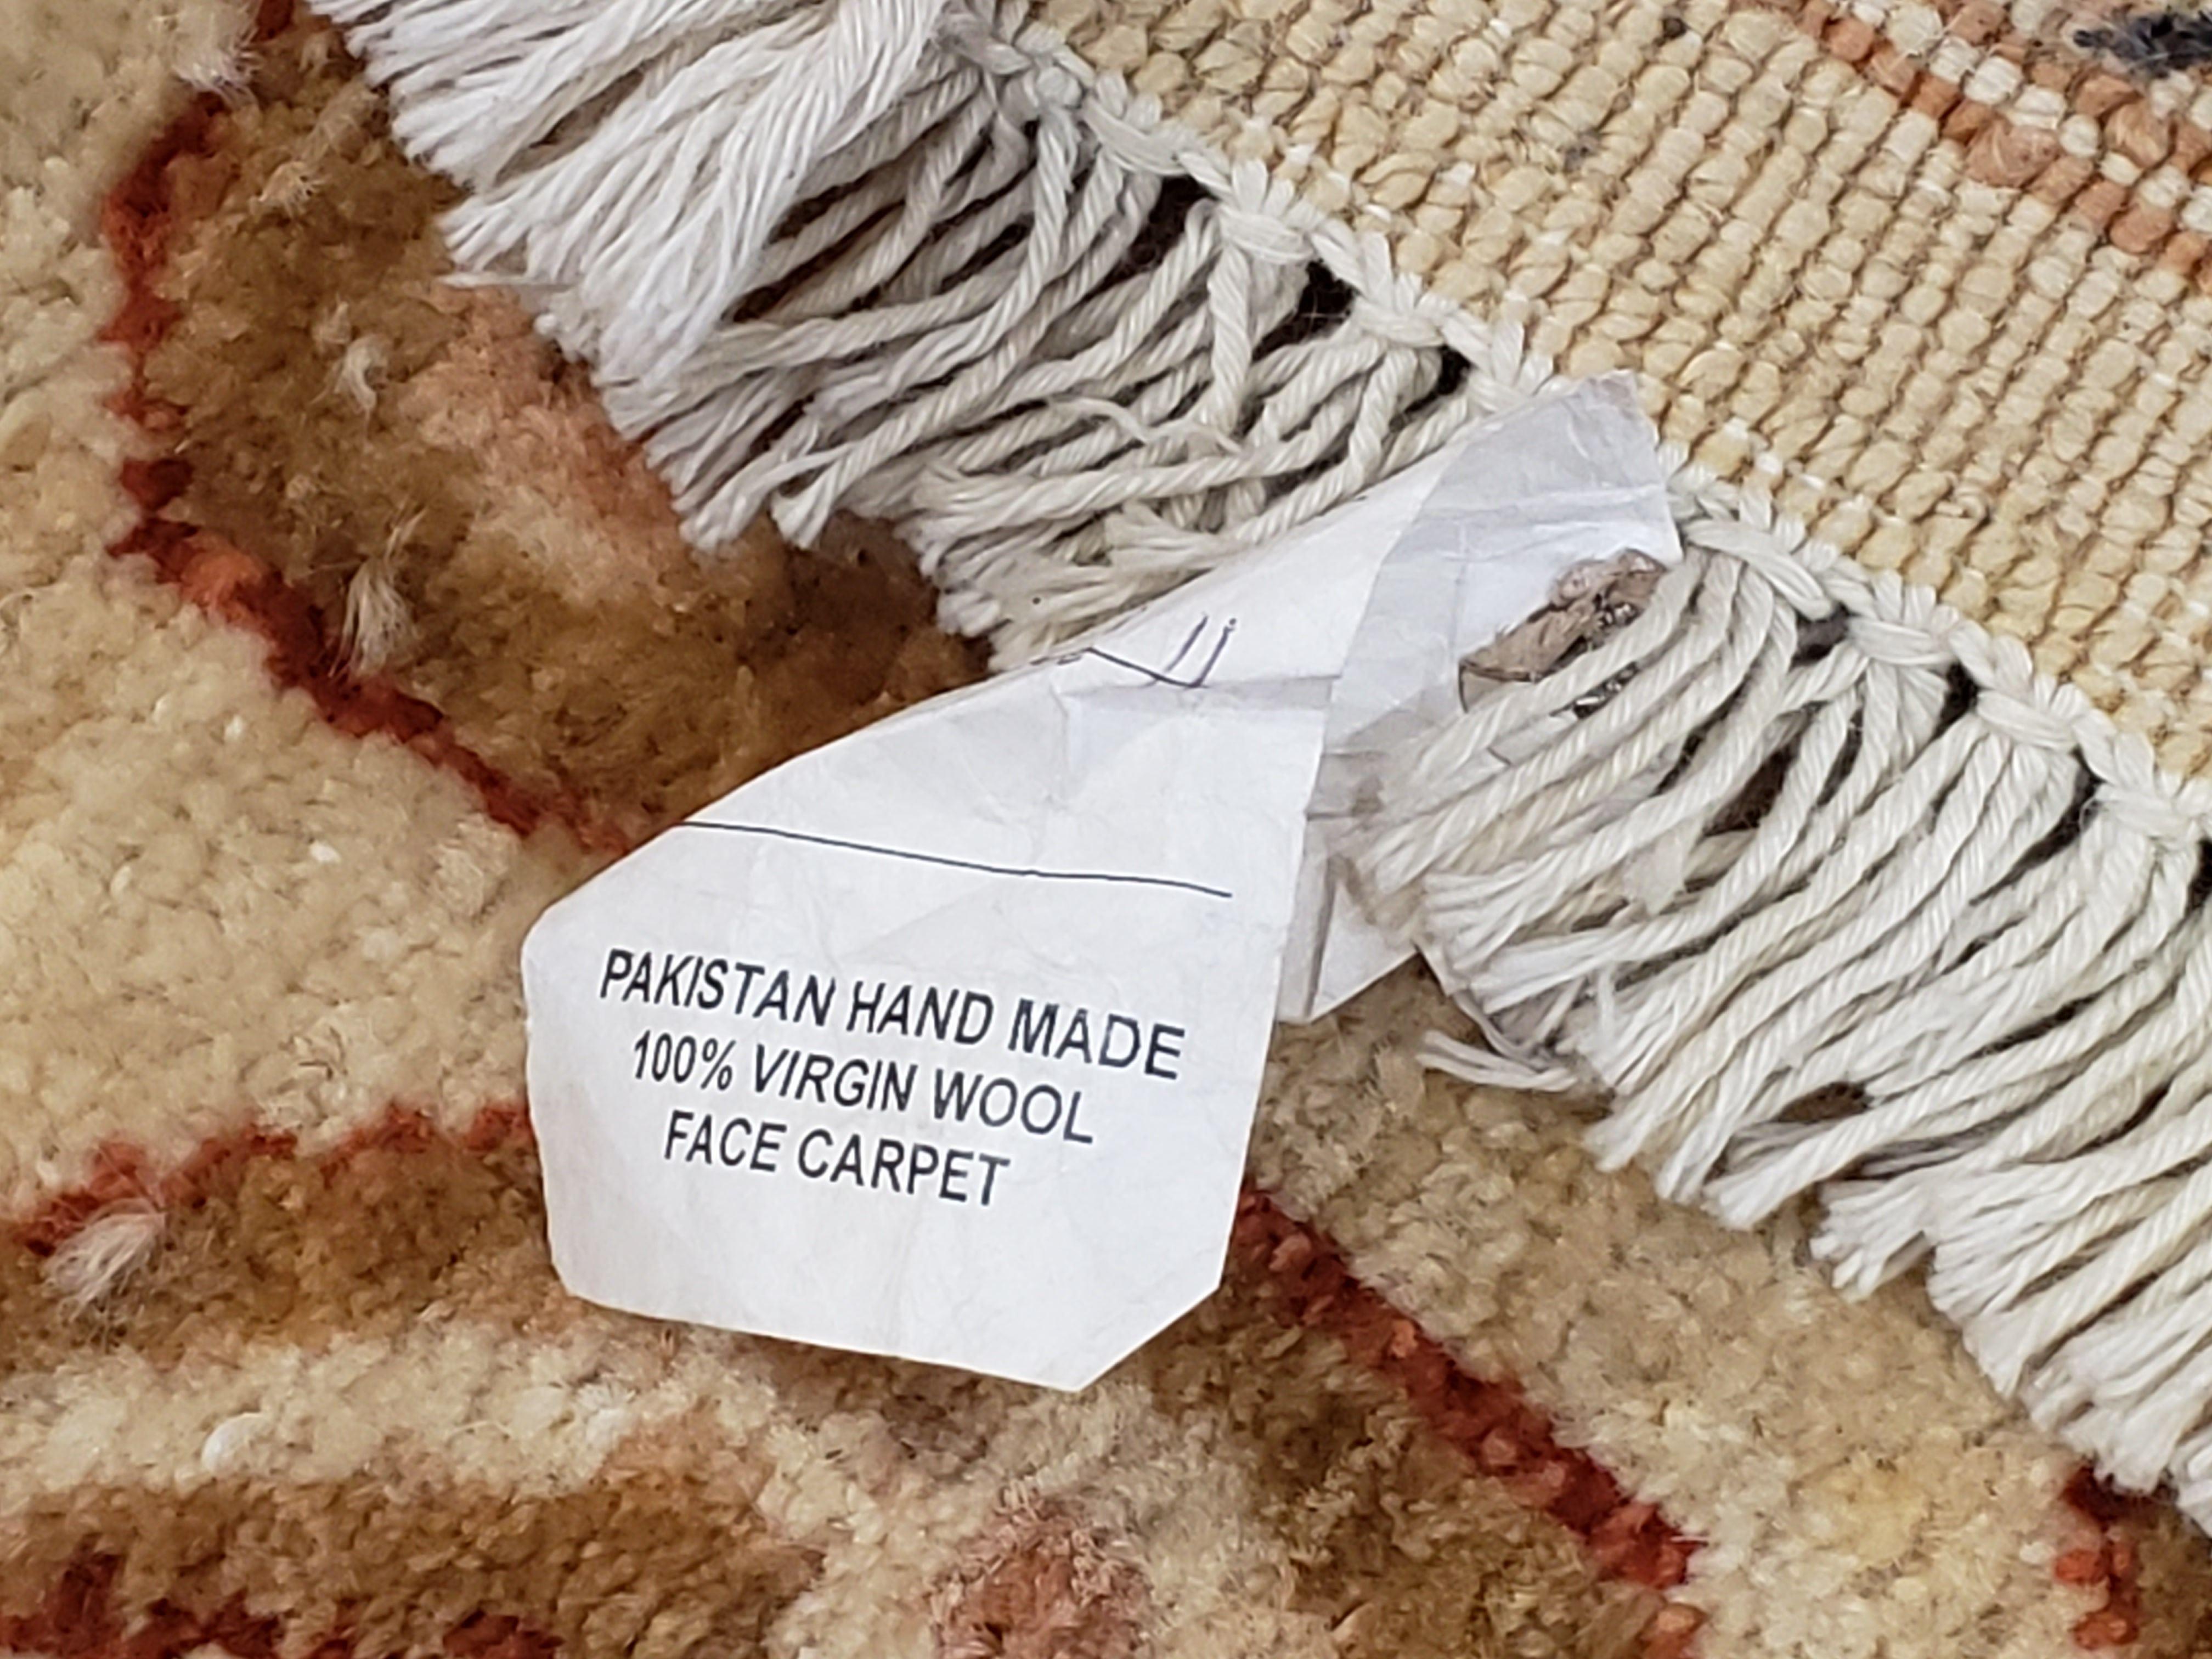 PAKISTAN HAND MADE
100% VIRGIN WOOL
FACE CARPET